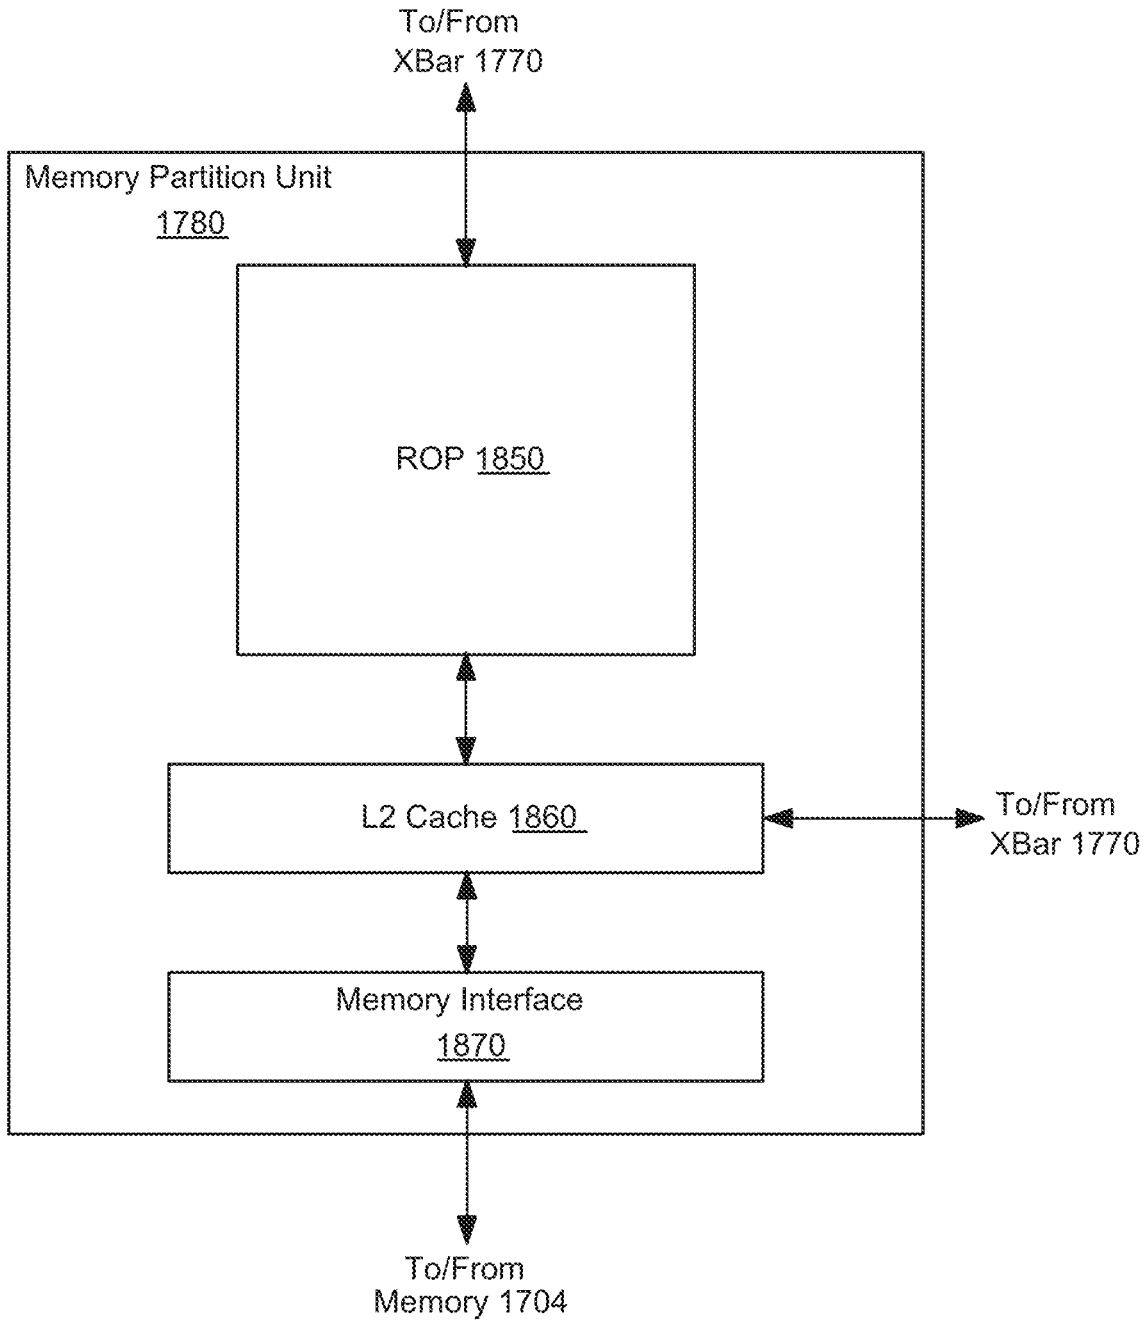 To/From
XBar 1770
Memory Partition Unit
1780
ROP 1850
L2 Cache 1860
To/From
XBar 1770
Memory Interface
1870
To/From
Memory 1704